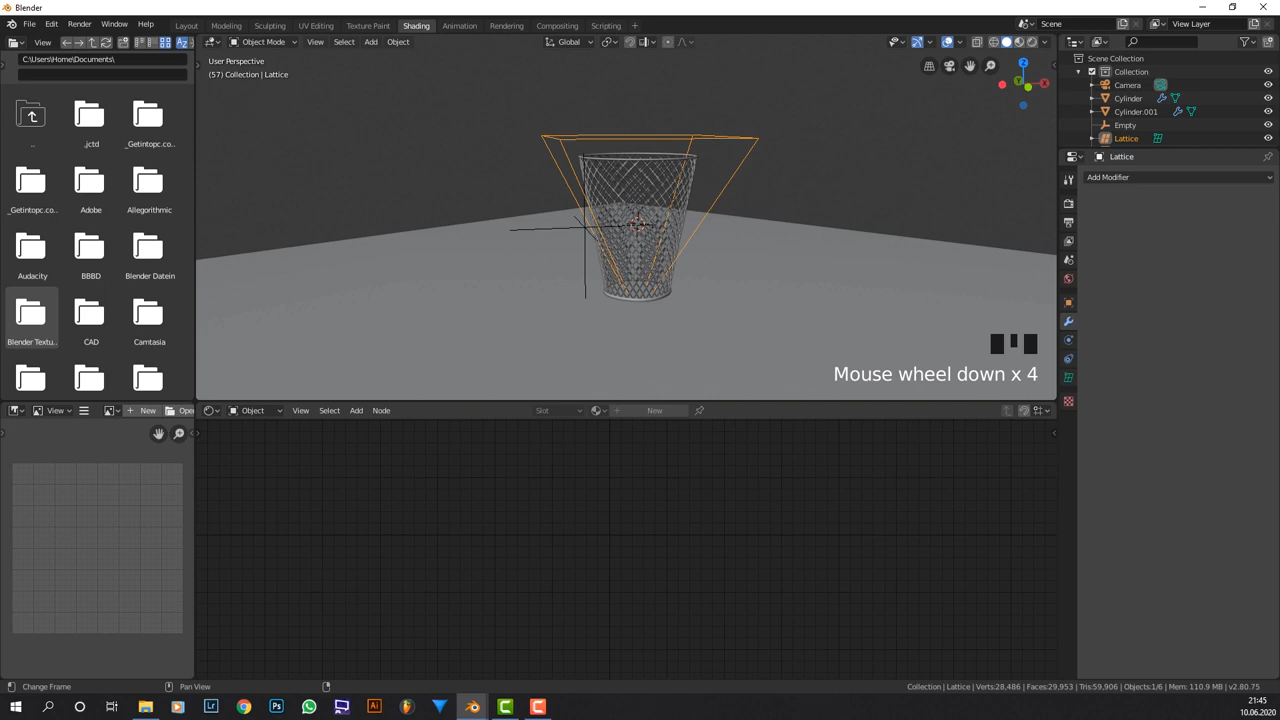 Blender
File Edit Render Window Help
Layout Modeling Sculpting UV Editing Texture Paint Shading Animation Rendering Compositing Scripting +
Scene
View Layer
View
Object Mode View Select Add Object
Global
C:\Users\Home\Documents\
User Perspective
(57) Collection | Lattice
Scene Collection
Collection
Camera
Cylinder
Cylinder.001
Empty
Lattice
Lattice
Add Modifier
.. .jctd _Getintopc.co...
_Getintopc.co... Adobe Allegorithmic
Audacity BBBD Blender Datein
Blender Textu... CAD Camtasia
Mouse wheel down x 4
View New Open
Object View Select Add Node Slot New
X Y Z
Change Frame Pan View
Collection | Lattice | Verts:28,486 | Faces:29,953 | Tris:59,906 | Objects:1/6 | Mem: 110.9 MB | v2.80.75
21:45
10.06.2020